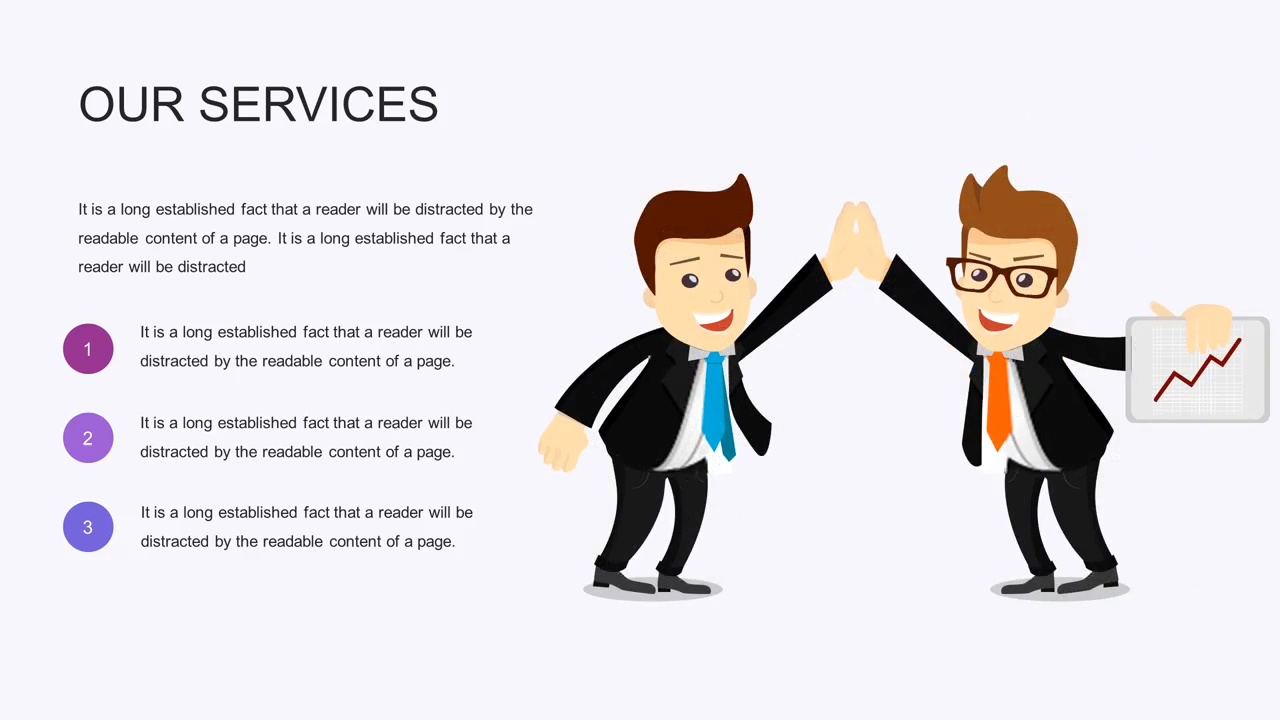 OUR SERVICES
It is a long established fact that a reader will be distracted by the
readable content of a page. It is a long established fact that a
reader will be distracted
1
It is a long established fact that a reader will be
distracted by the readable content of a page.
2
It is a long established fact that a reader will be
distracted by the readable content of a page.
3
It is a long established fact that a reader will be
distracted by the readable content of a page.